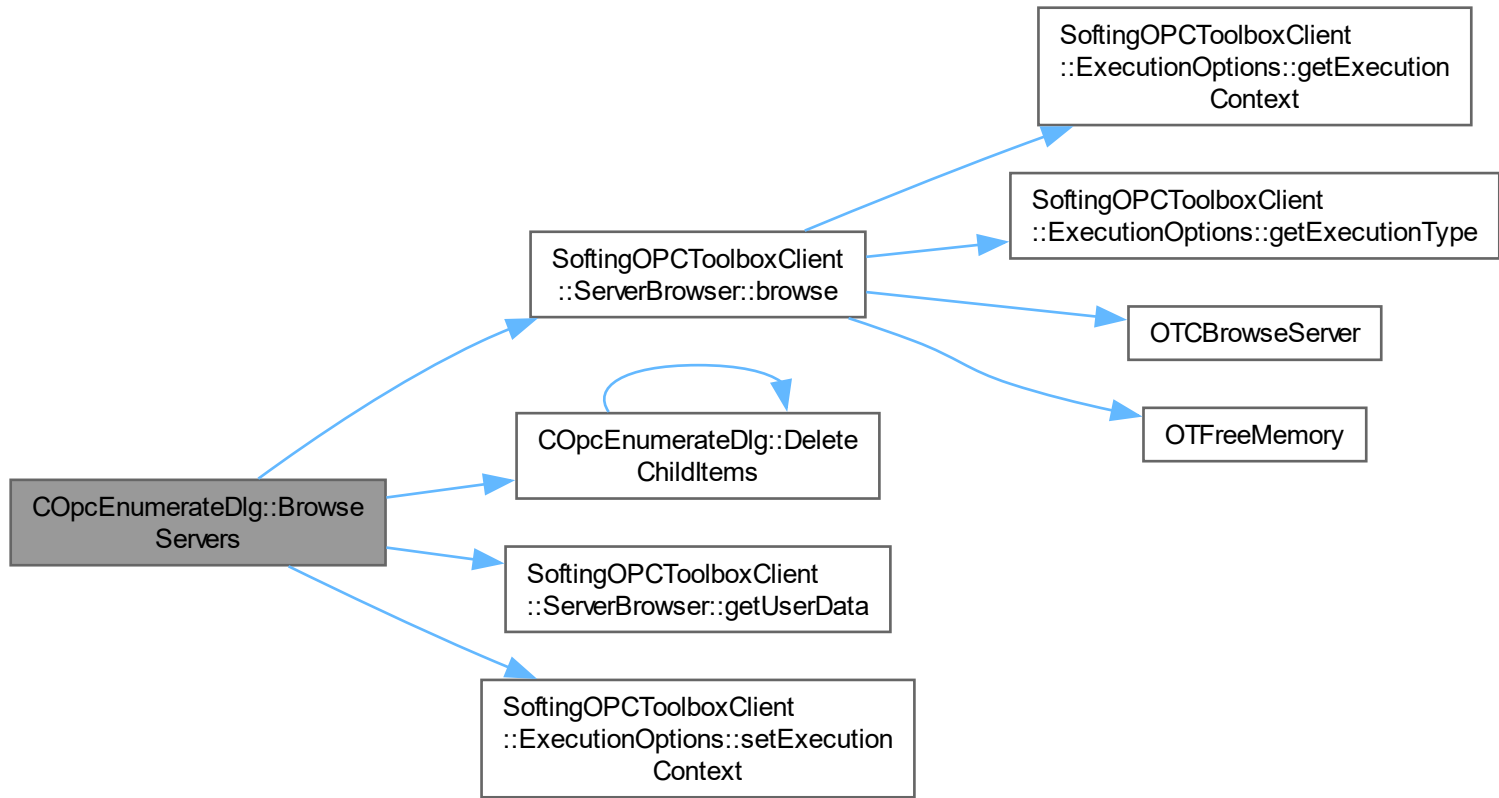 COpcEnumerateDlg::Browse
Servers
SoftingOPCToolboxClient
::ServerBrowser::browse
SoftingOPCToolboxClient
::ExecutionOptions::getExecution
Context
SoftingOPCToolboxClient
::ExecutionOptions::getExecutionType
OTCBrowseServer
OTFreeMemory
COpcEnumerateDlg::Delete
ChildItems
SoftingOPCToolboxClient
::ServerBrowser::getUserData
SoftingOPCToolboxClient
::ExecutionOptions::setExecution
Context